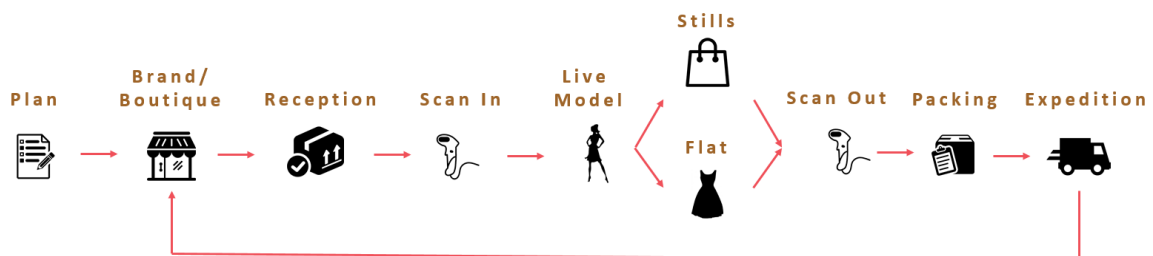 Plan
Brand/
Boutique
Reception
Scan In
Live
Model
Stills
Flat
Scan Out
Packing
Expedition